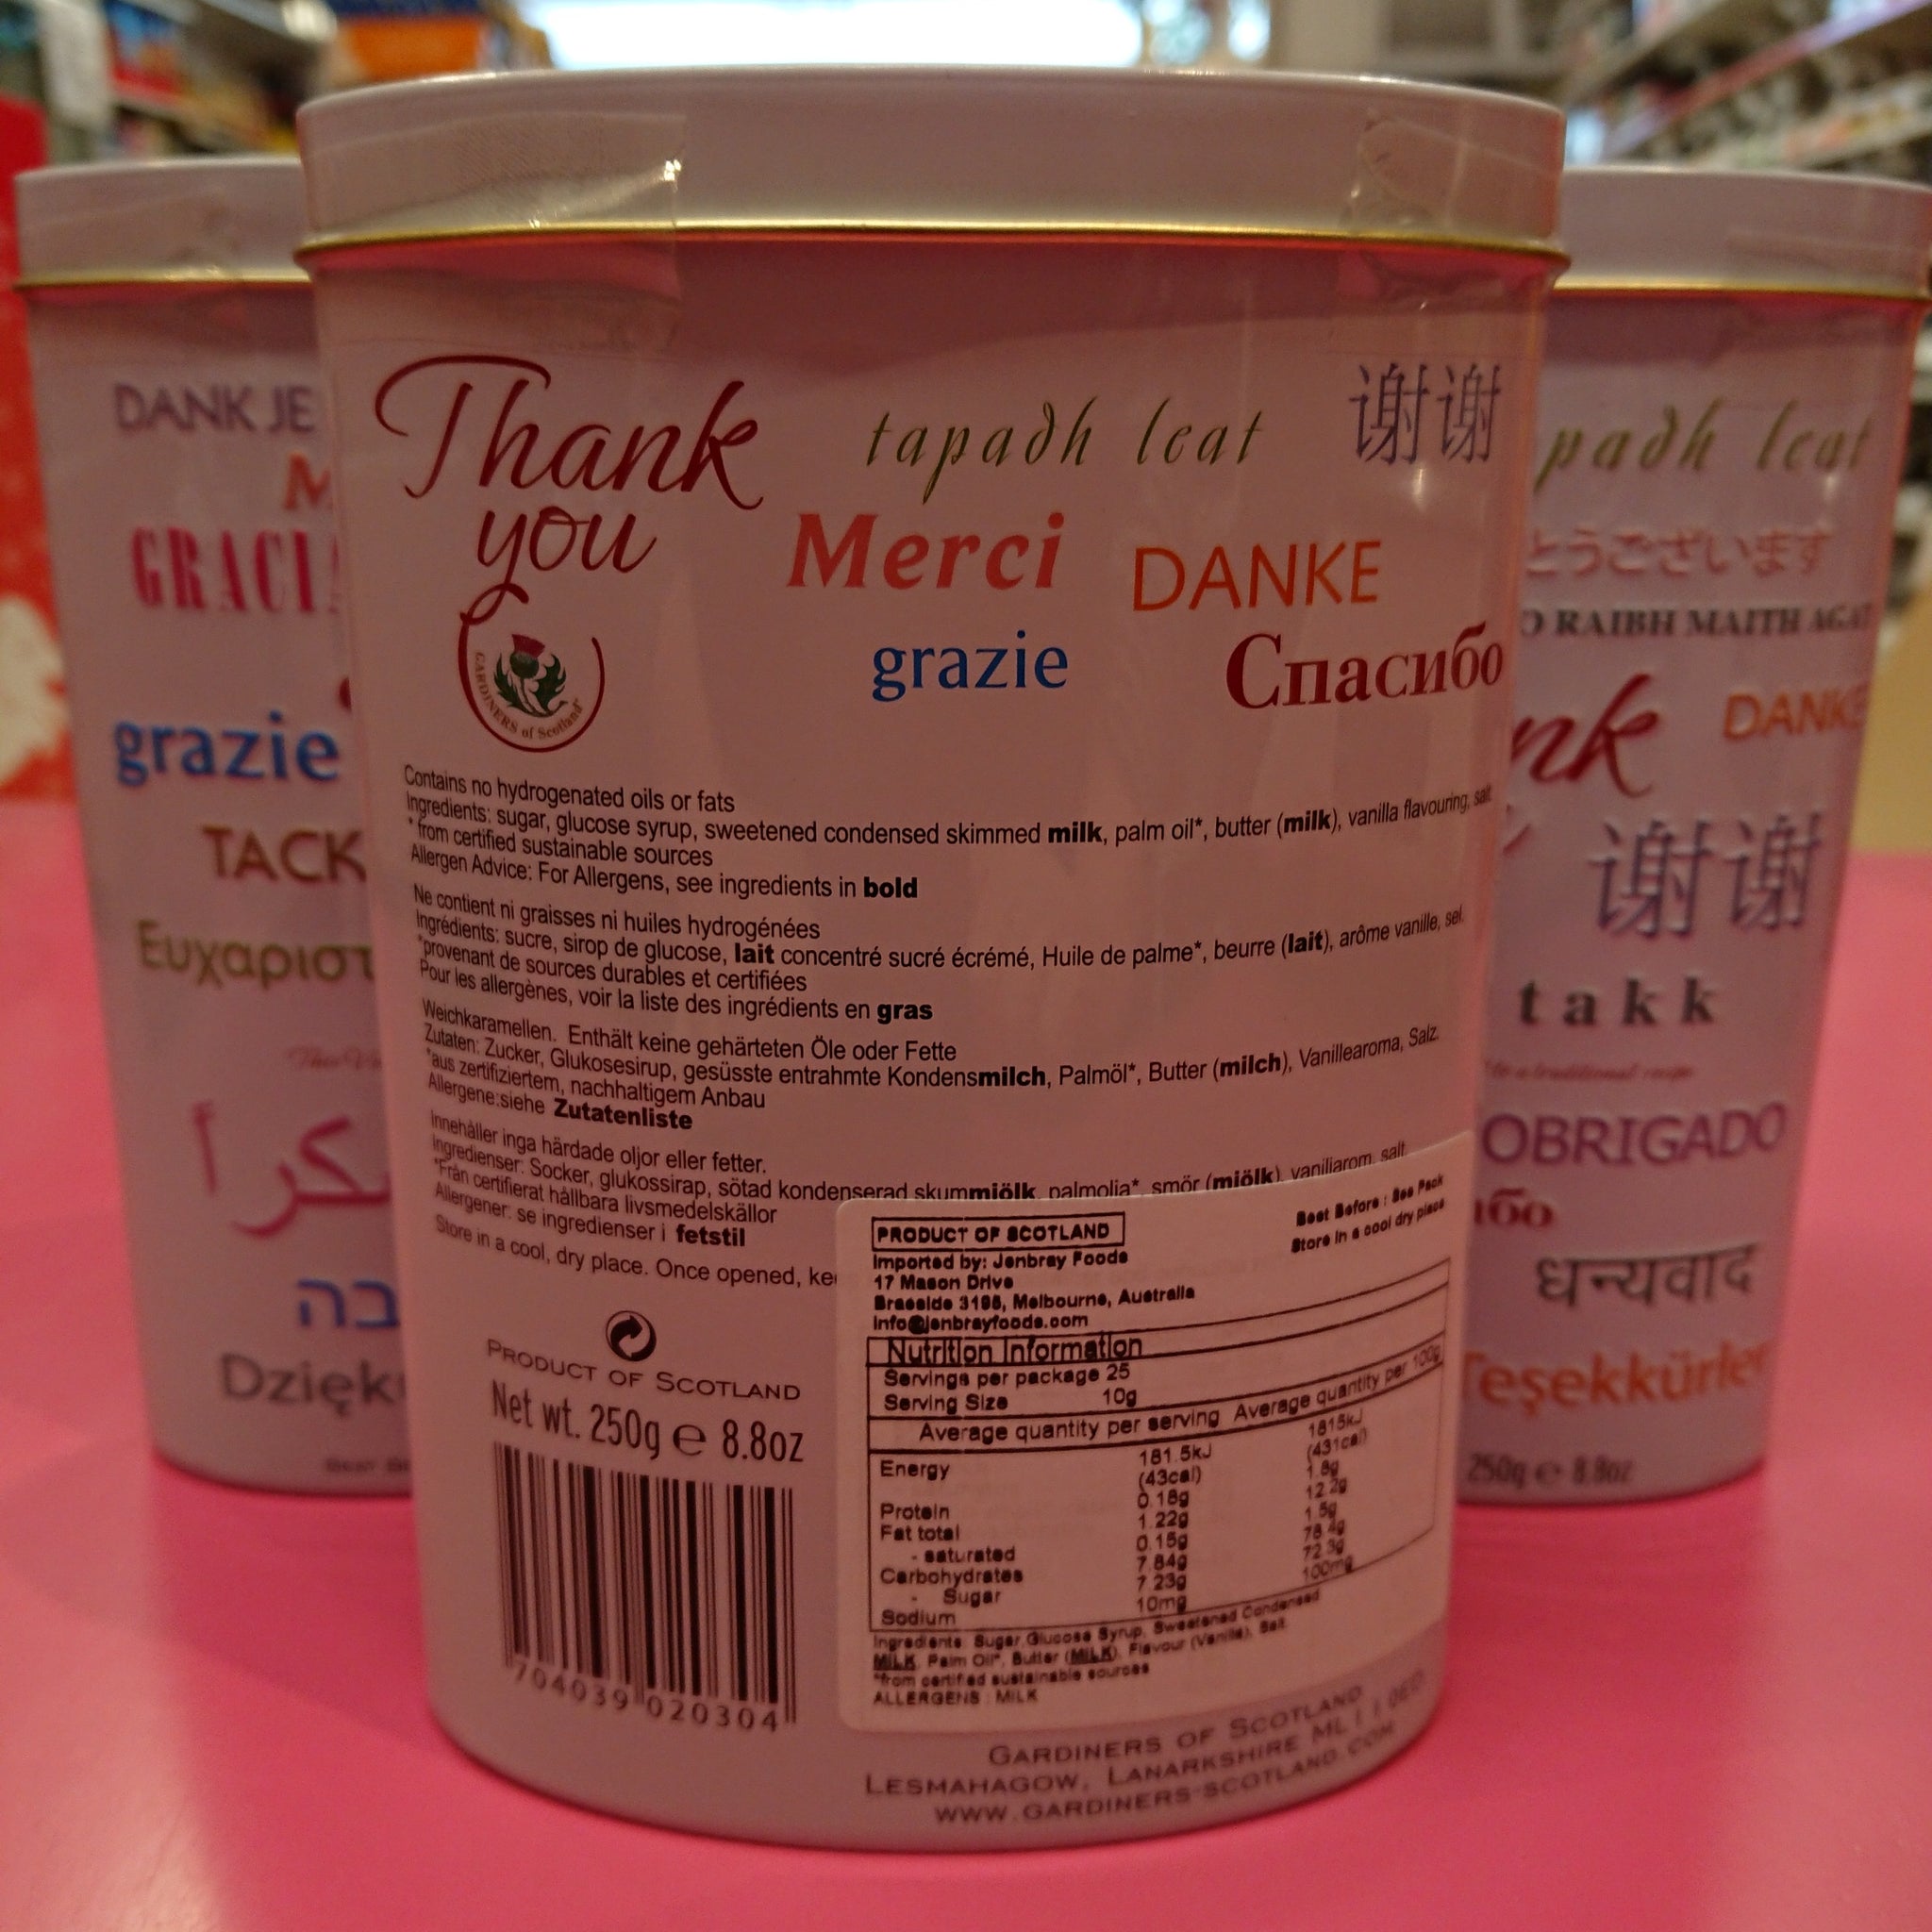 Thank you
tapadh leat
谢谢
Merci
DANKE
grazie
Спасибо
GARDINERS of Scotland
Contains no hydrogenated oils or fats
Ingredients: sugar, glucose syrup, sweetened condensed skimmed milk, palm oil*, butter (milk), vanilla flavouring, salt
*from certified sustainable sources
Allergen Advice: For Allergens, see ingredients in bold
Ne contient ni graisses ni huiles hydrogénées
Ingrédients: sucre, sirop de glucose, lait concentré sucré écrémé, Huile de palme*, beurre (lait), arôme vanille, sel.
*provenant de sources durables et certifiées
Pour les allergènes, voir la liste des ingrédients en gras
Weichkaramellen. Enthält keine gehärteten Öle oder Fette
Zutaten: Zucker, Glukosesirup, gesüsste entrahmte Kondensmilch, Palmöl*, Butter (milch), Vanillearoma, Salz.
*aus zertifiziertem, nachhaltigem Anbau
Allergene:siehe Zutatenliste
Innehåller inga härdade oljor eller fetter.
Ingredienser: Socker, glukossirap, sötad kondenserad skummjölk, palmolja*, smör (mjölk), vaniljarom, salt
*Från certifierat hållbara livsmedelskällor
Allergener: se ingredienser i fetstil
Store in a cool, dry place. Once opened, kee
PRODUCT OF SCOTLAND
Net wt. 250g e 8.8oz
704039 020304
PRODUCT OF SCOTLAND
Best Before : See Pack
Store in a cool dry place
Imported by: Jenbray Foods
17 Mason Drive
Braeside 3195, Melbourne, Australia
Info@jenbrayfoods.com
Nutrition Information
Servings per package 25
Serving Size 10g
Average quantity per serving Average quantity per 100g
Energy 181.5kJ 1815kJ
(43cal) (431cal)
Protein 0.18g 1.8g
Fat total 1.22g 12.2g
- saturated 0.15g 1.5g
Carbohydrates 7.84g 78.4g
- Sugar 7.23g 72.3g
Sodium 10mg 100mg
Ingredients: Sugar, Glucose Syrup, Sweetened Condensed
MILK, Palm Oil*, Butter (MILK), Flavour (Vanilla), Salt
*from certified sustainable sources
ALLERGENS : MILK
GARDINERS OF SCOTLAND
LESMAHAGOW, LANARKSHIRE ML11 0EQ
WWW.GARDINERS-SCOTLAND.COM
DANK JE
M
GRACIA
grazie
TACK
Ευχαριστ
كرأ
בה
Dzięk
padh leat
とうございます
O RAIBH MAITH AGAT
nk
DANKE
谢谢
takk
to a traditional recipe
OBRIGADO
ибо
धन्यवाद
Teşekkürler
250g e 8.8oz